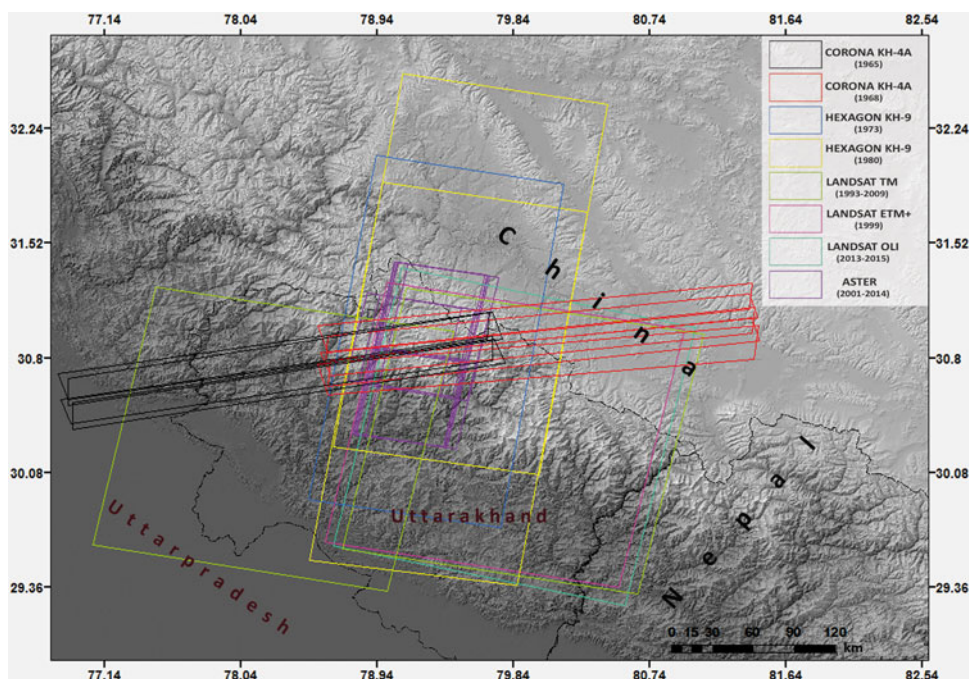 77.14 78.04 78.94 79.84 80.74 81.64 82.54
CORONA KH-4A
(1965)
CORONA KH-4A
(1968)
HEXAGON KH-9
(1973)
HEXAGON KH-9
(1980)
LANDSAT TM
(1993-2009)
LANDSAT ETM+
(1999)
LANDSAT OLI
(2013-2015)
ASTER
(2001-2014)
32.24 32.24
31.52 31.52
30.8 30.8
30.08 30.08
29.36 29.36
China
Nepal
Uttarakhand
Uttarpradesh
0 15 30 60 90 120
km
77.14 78.04 78.94 79.84 80.74 81.64 82.54